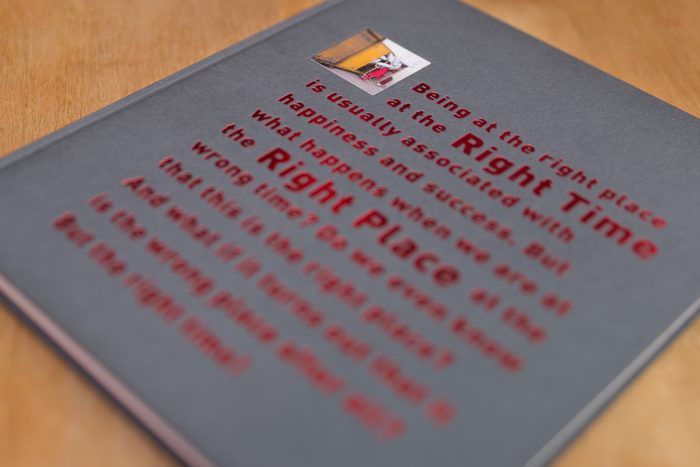 Being at the right place
at the Right Time
is usually associated with
happiness and success. But
what happens when we are at
the Right Place at the
wrong time? Do we even know
that this is the right place?
And what if it turns out that it
is the wrong place after all?
But the right time?